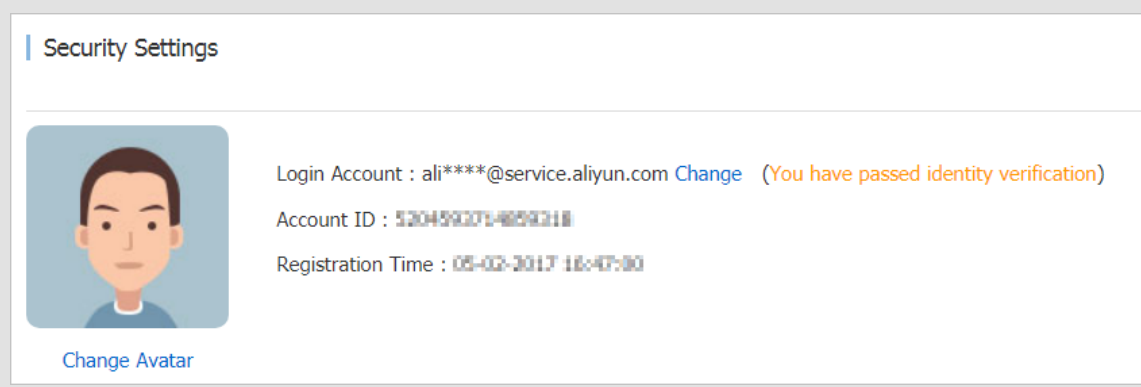 Security Settings
Login Account : ali****@service.aliyun.com Change (You have passed identity verification)
Account ID :
Registration Time :
Change Avatar